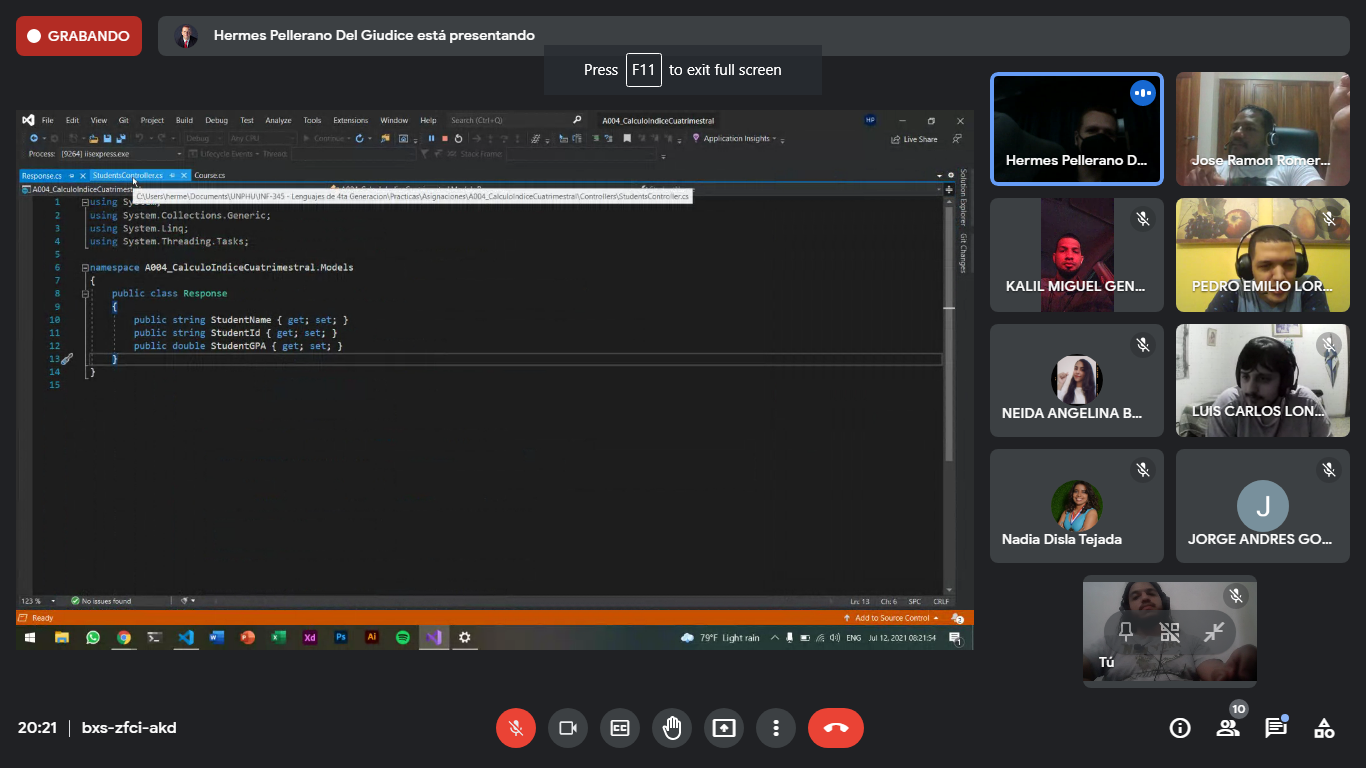 GRABANDO
Hermes Pellerano Del Giudice está presentando
Press F11 to exit full screen
File Edit View Git Project Build Debug Test Analyze Tools Extensions Window Help Search (Ctrl+Q) A004_CalculoIndiceCuatrimestral HP
Debug Any CPU Continue Application Insights Live Share
Process: [9264] iisexpress.exe Lifecycle Events Thread: Stack Frame:
Response.cs StudentsController.cs Course.cs
A004_CalculoIndiceCuatrimestral
C:\Users\herme\Documents\UNPHU\INF-345 - Lenguajes de 4ta Generacion\Practicas\Asignaciones\A004_CalculoIndiceCuatrimestral\Controllers\StudentsController.cs
1 using System;
2 using System.Collections.Generic;
3 using System.Linq;
4 using System.Threading.Tasks;
5
6 namespace A004_CalculoIndiceCuatrimestral.Models
7 {
8 public class Response
9 {
10 public string StudentName { get; set; }
11 public string StudentId { get; set; }
12 public double StudentGPA { get; set; }
13 }
14 }
15
Solution Explorer
Git Changes
123 % No issues found Ln: 13 Ch: 6 SPC CRLF
Ready Add to Source Control 2
Xd Ps Ai 79°F Light rain ENG Jul 12, 2021 08:21:54 1
Hermes Pellerano D...
Jose Ramon Romer...
KALIL MIGUEL GEN...
PEDRO EMILIO LOR...
NEIDA ANGELINA B...
LUIS CARLOS LON...
Nadia Disla Tejada
J
JORGE ANDRES GO...
Tú
20:21 bxs-zfci-akd
10